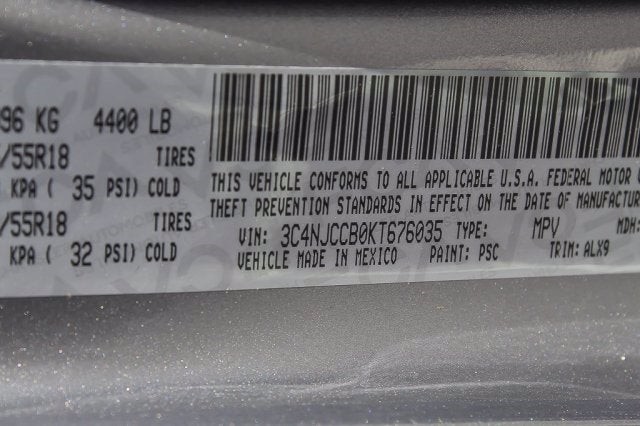 96 KG 4400 LB
/55R18 TIRES
KPA ( 35 PSI) COLD
/55R18 TIRES
KPA ( 32 PSI) COLD
THIS VEHICLE CONFORMS TO ALL APPLICABLE U.S.A. FEDERAL MOTOR
THEFT PREVENTION STANDARDS IN EFFECT ON THE DATE OF MANUFACTUR
VIN: 3C4NJCCB0KT676035 TYPE: MPV MDH:
VEHICLE MADE IN MEXICO PAINT: PSC TRIM: ALX9